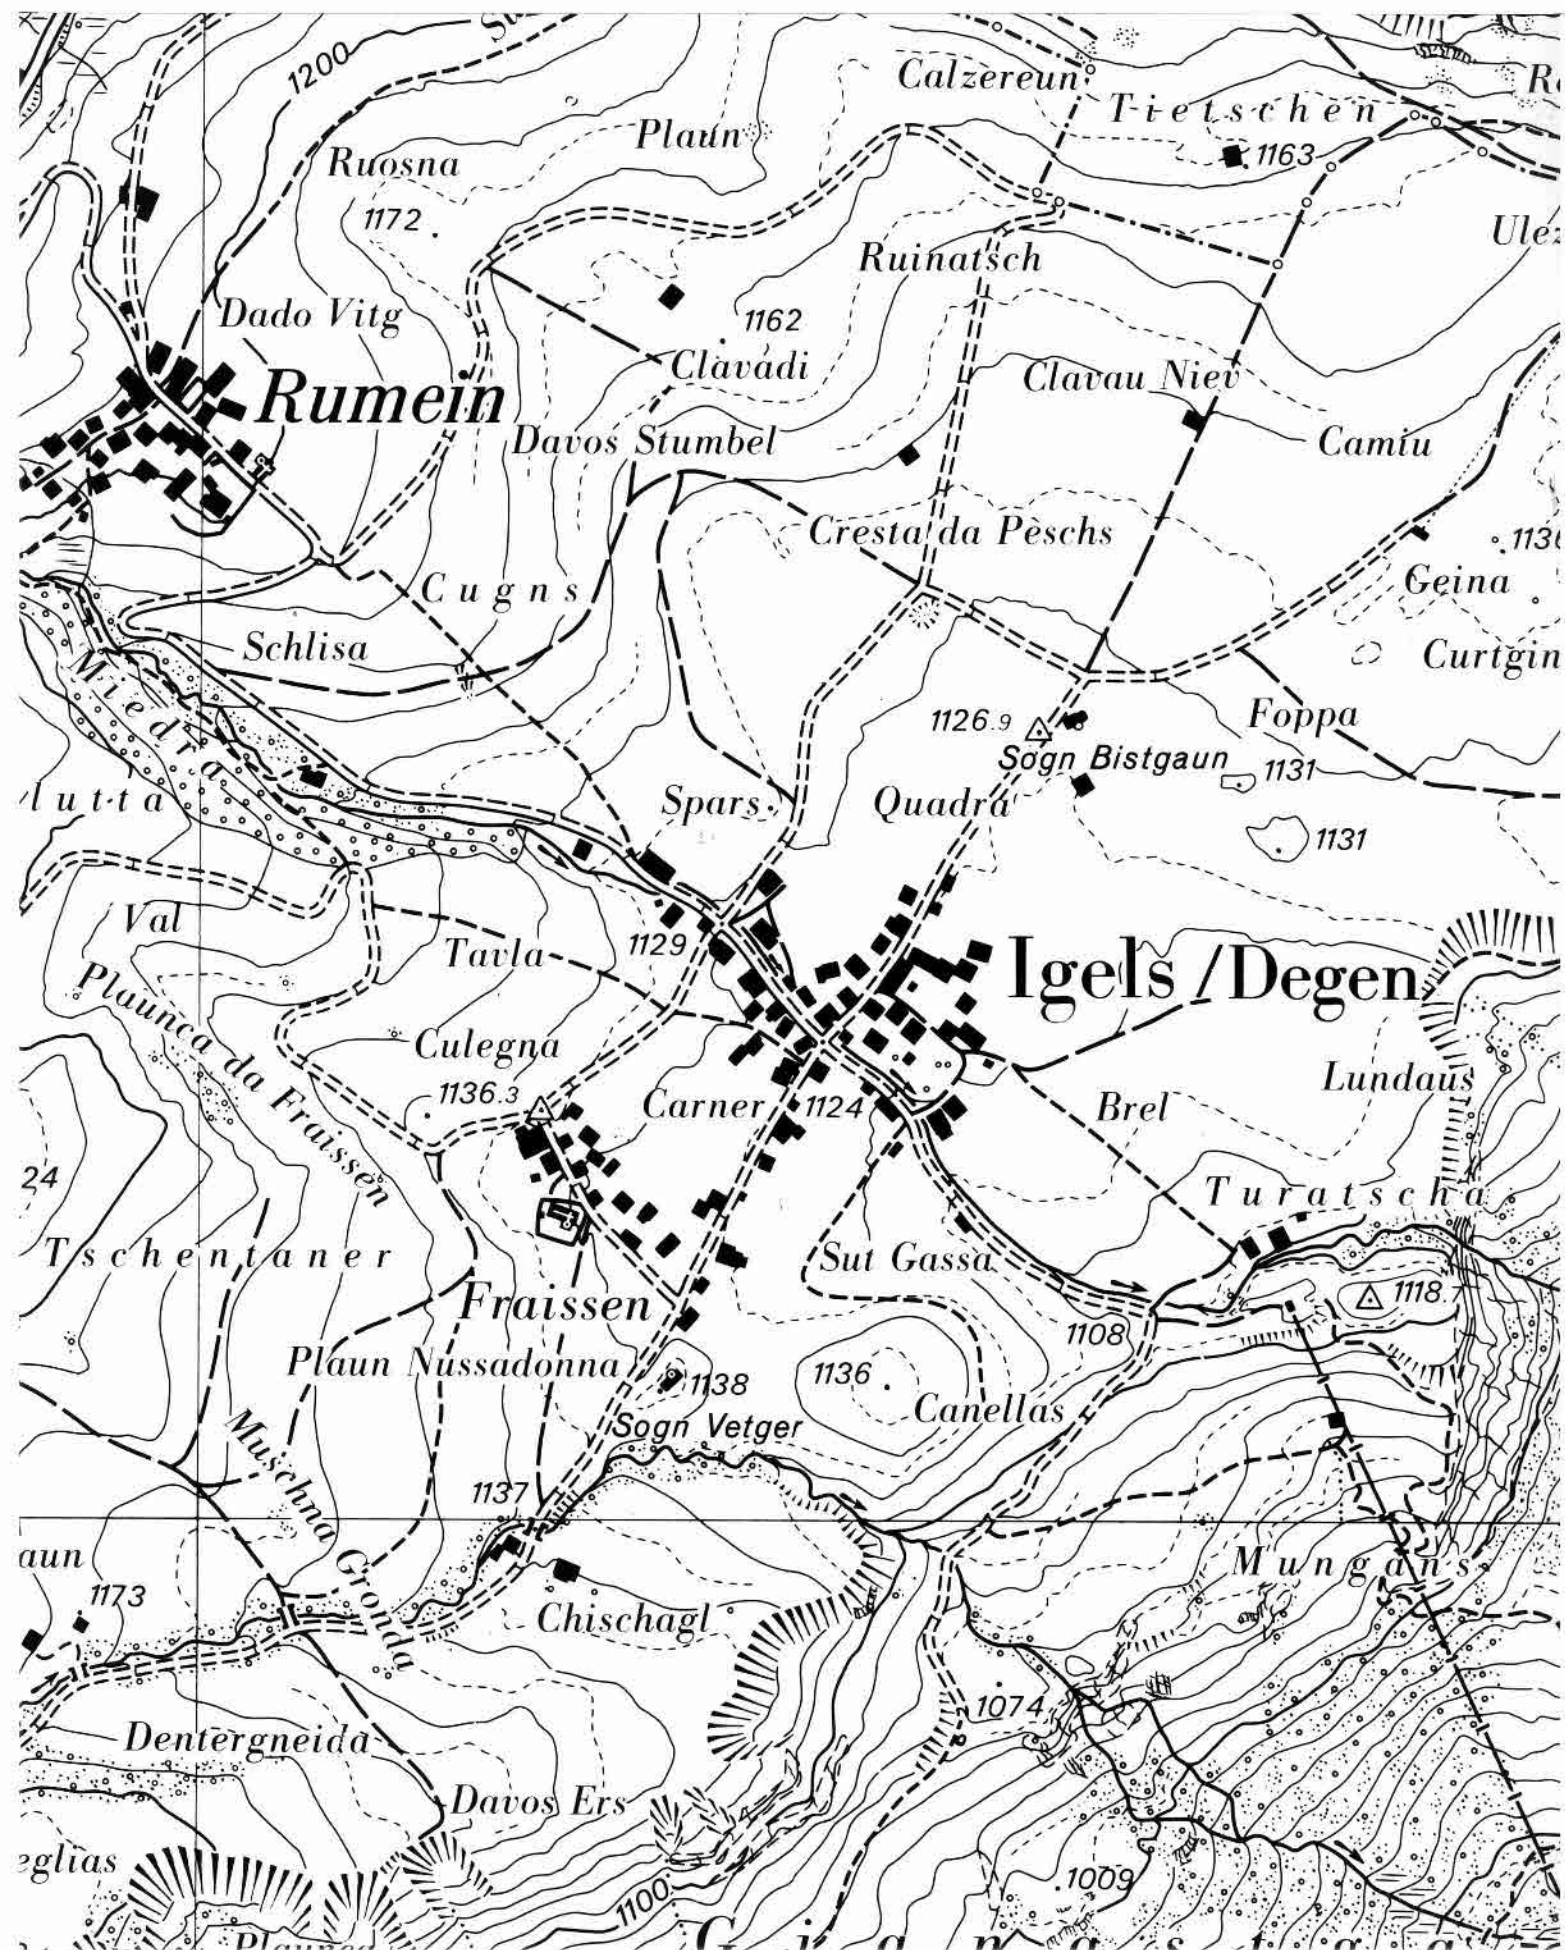 1200
Calzereun
Tietschen
Plaun
Ruosna
1163
1172
Ruinatsch
Dado Vitg
1162
Clavadi
Clavau Niev
Rumein
Davos Stumbel
Camiu
Cresta da Peschs
Geina
Cugns
Schlisa
Curtgin
Miedra
1126.9
Foppa
Sogn Bistgaun
1131
Spars
Quadra
1131
Val
Tavla
1129
Igels /Degen
Plaunca da Fraissen
Culegna
1136.3
Carner
1124
Brel
Lundaus
24
Turatscha
Tschentaner
Sut Gassa
Fraissen
1118.7
1108
Plaun Nussadonna
1138
1136
Canellas
Sogn Vetger
Muschna Gronda
1137
aun
Mungans
1173
Chischagl
1074
Dentergneida
Davos Ers
eglias
1100
1009
Plaunca